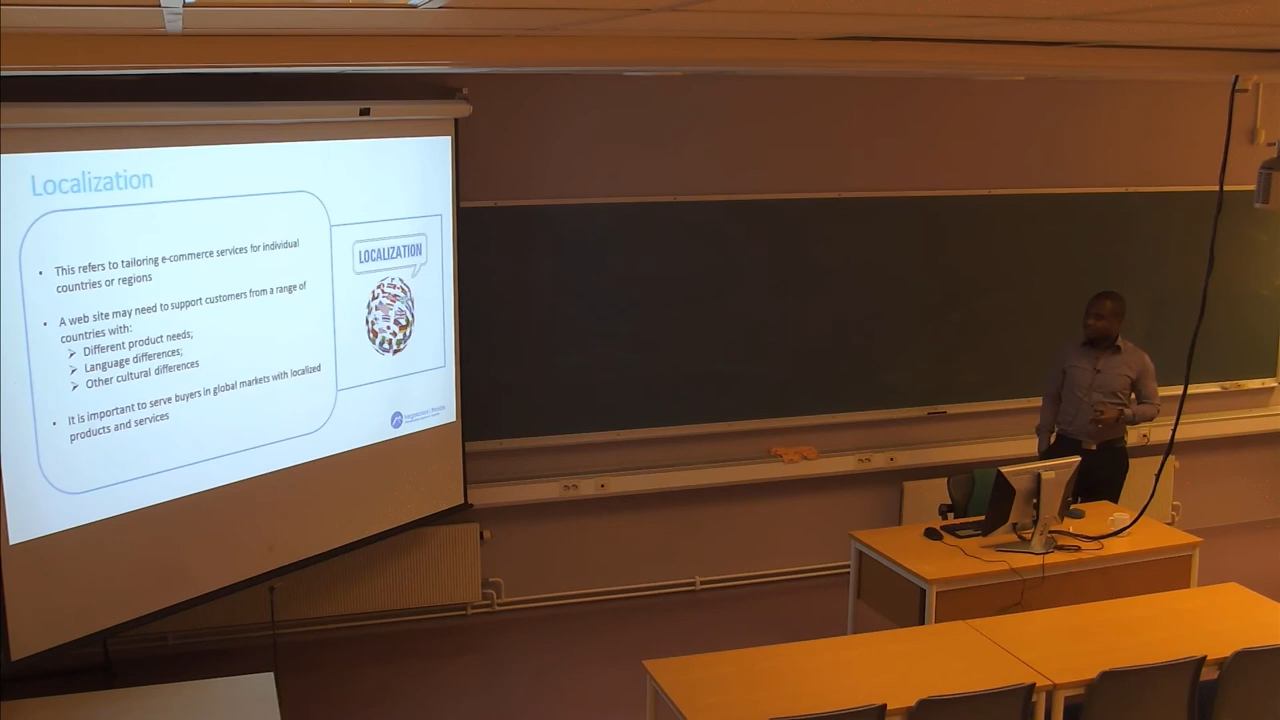 Localization
• This refers to tailoring e-commerce services for individual
countries or regions
• A web site may need to support customers from a range of
countries with:
➢ Different product needs;
➢ Language differences;
➢ Other cultural differences
• It is important to serve buyers in global markets with localized
products and services
LOCALIZATION